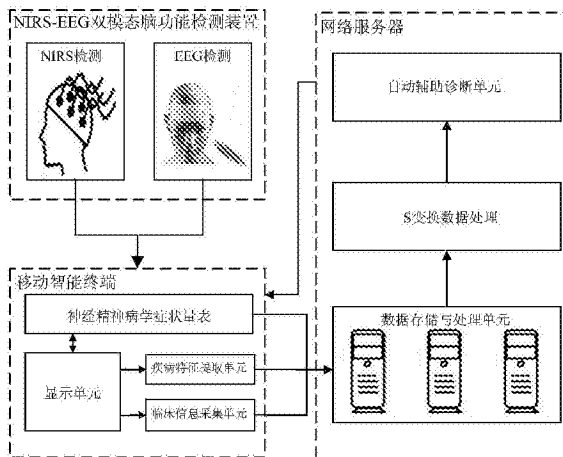 NIRS-EEG双模态脑功能检测装置
NIRS检测
EEG检测
移动智能终端
神经精神病学症状量表
显示单元
疾病特征提取单元
临床信息采集单元
网络服务器
自动辅助诊断单元
S变换数据处理
数据存储与处理单元